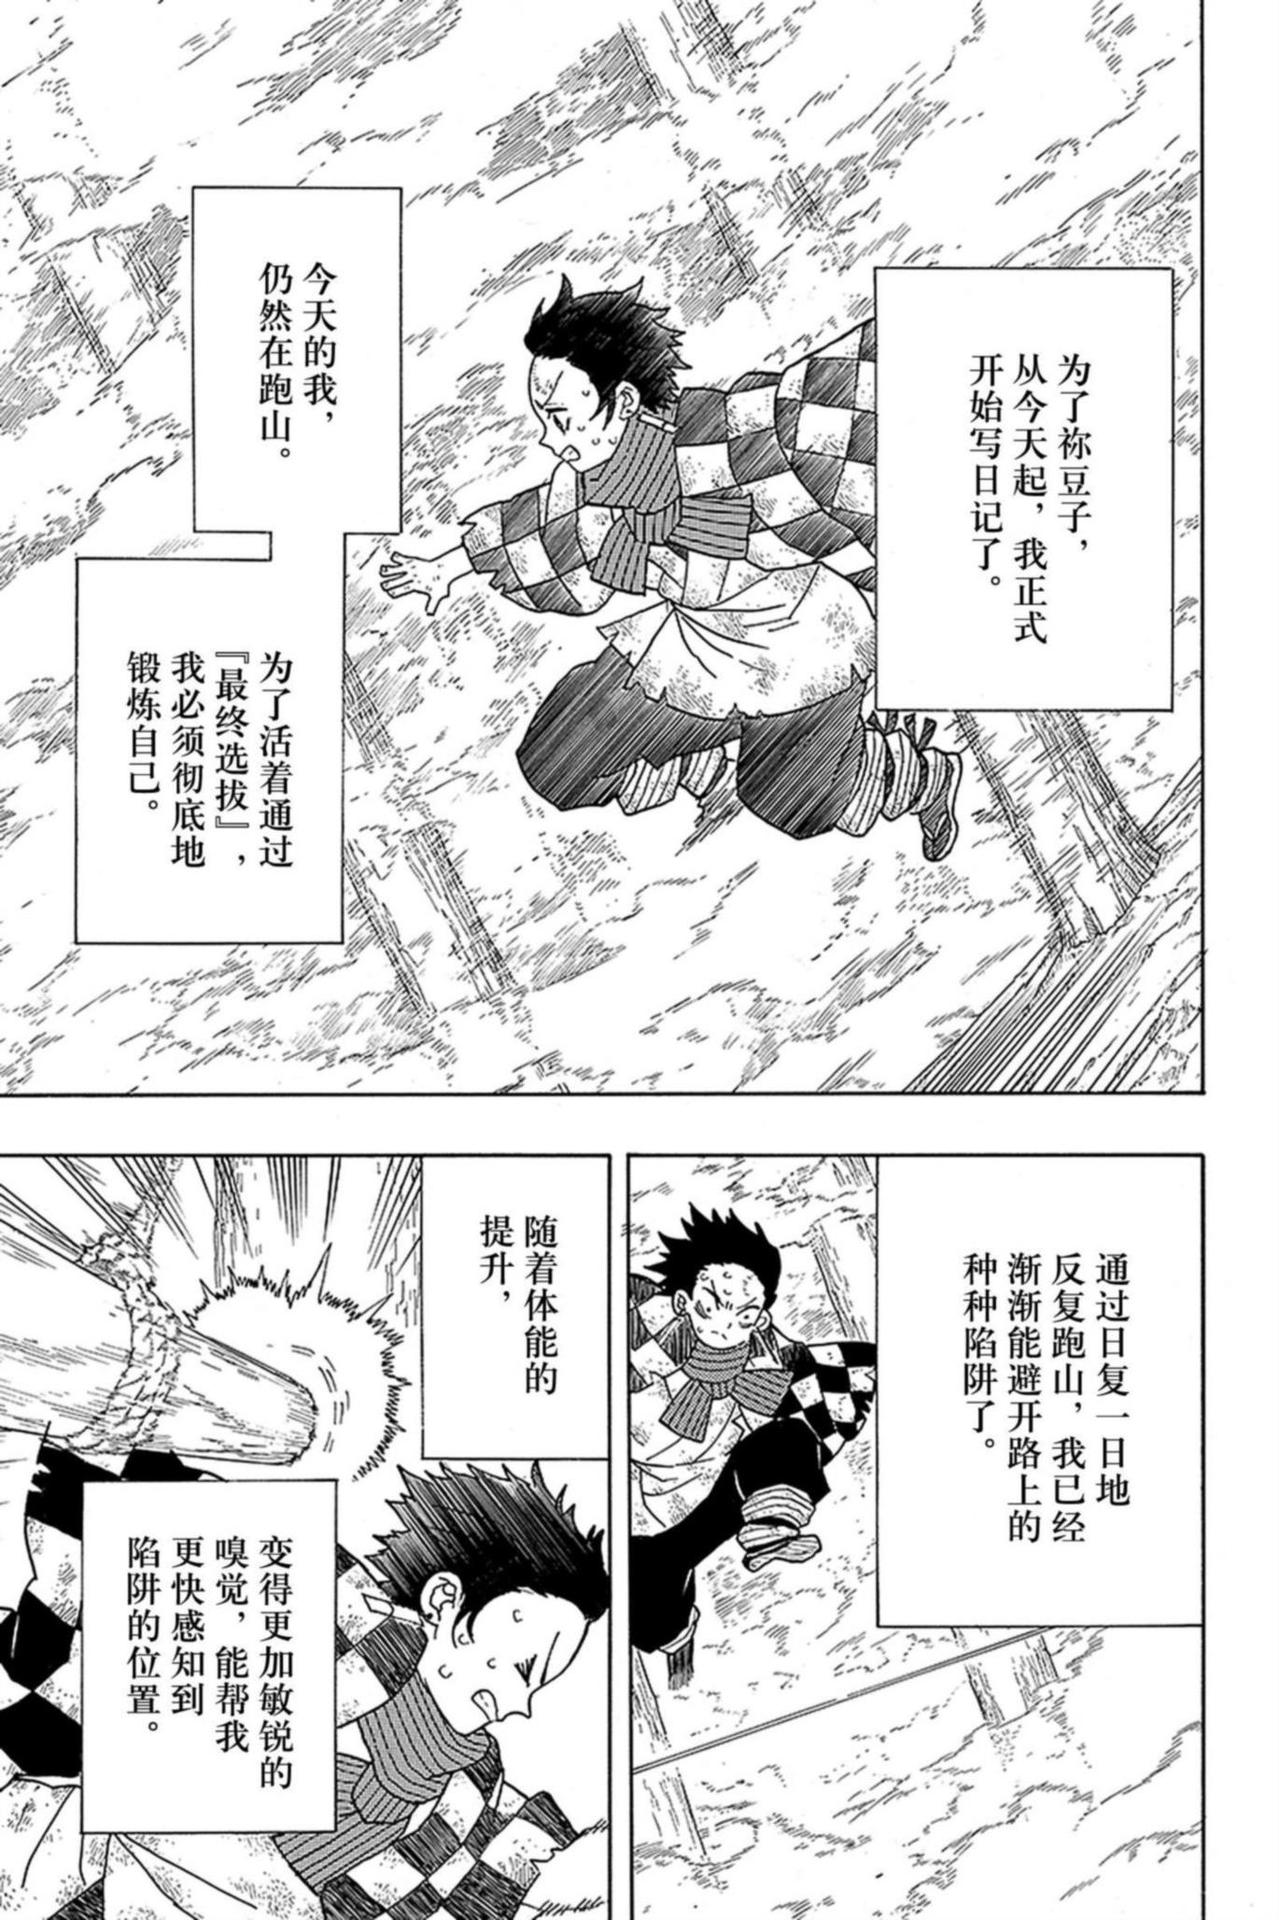 为了祢豆子，
从今天起，我正式
开始写日记了。
今天的我，
仍然在跑山。
为了活着通过
『最终选拔』，
我必须彻底地
锻炼自己。
通过日复一日地
反复跑山，我已经
渐渐能避开路上的
种种陷阱了。
随着体能的
提升，
变得更加敏锐的
嗅觉，能帮我
更快感知到
陷阱的位置。